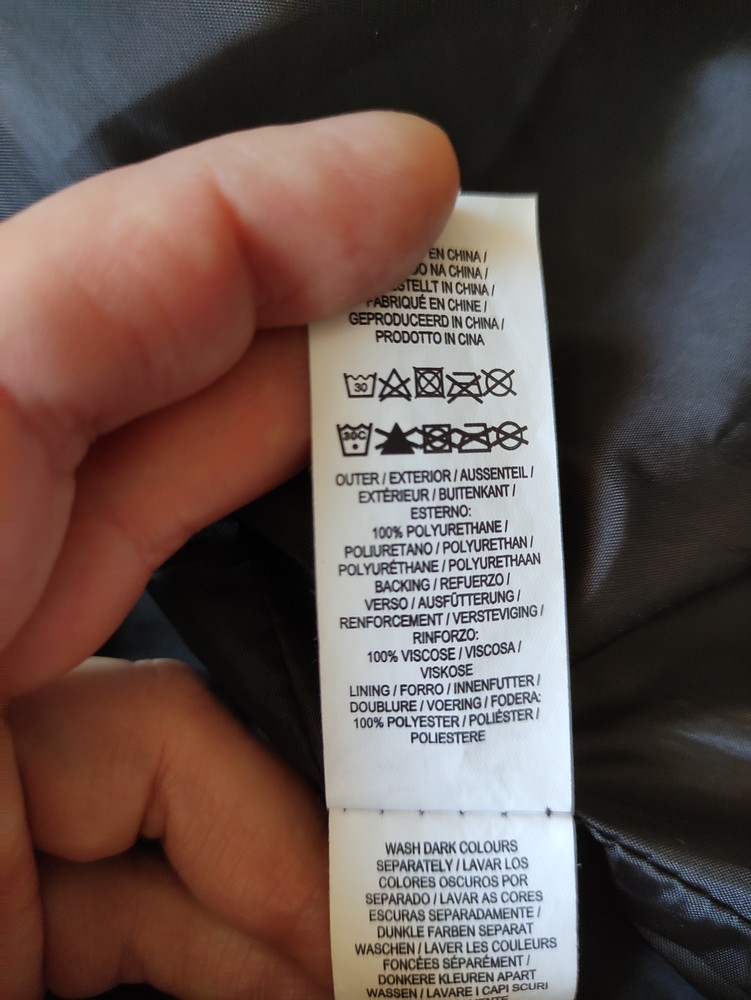 EN CHINA /
NA CHINA /
IN CHINA /
FABRIQUÉ EN CHINE /
GEPRODUCEERD IN CHINA /
PRODOTTO IN CINA
30
30C
OUTER / EXTERIOR / AUSSENTEIL /
EXTÉRIEUR / BUITENKANT /
ESTERNO:
100% POLYURETHANE /
POLIURETANO / POLYURETHAN /
POLYURÉTHANE / POLYURETHAAN
BACKING / REFUERZO /
VERSO / AUSFÜTTERUNG /
RENFORCEMENT / VERSTEVIGING /
RINFORZO:
100% VISCOSE / VISCOSA /
VISKOSE
LINING / FORRO / INNENFUTTER /
DOUBLURE / VOERING / FODERA:
100% POLYESTER / POLIÉSTER /
POLIESTERE
WASH DARK COLOURS
SEPARATELY / LAVAR LOS
COLORES OSCUROS POR
SEPARADO / LAVAR AS CORES
ESCURAS SEPARADAMENTE /
DUNKLE FARBEN SEPARAT
WASCHEN / LAVER LES COULEURS
FONCÉES SÉPARÉMENT /
DONKERE KLEUREN APART
WASSEN / LAVARE I CAPI SCURI